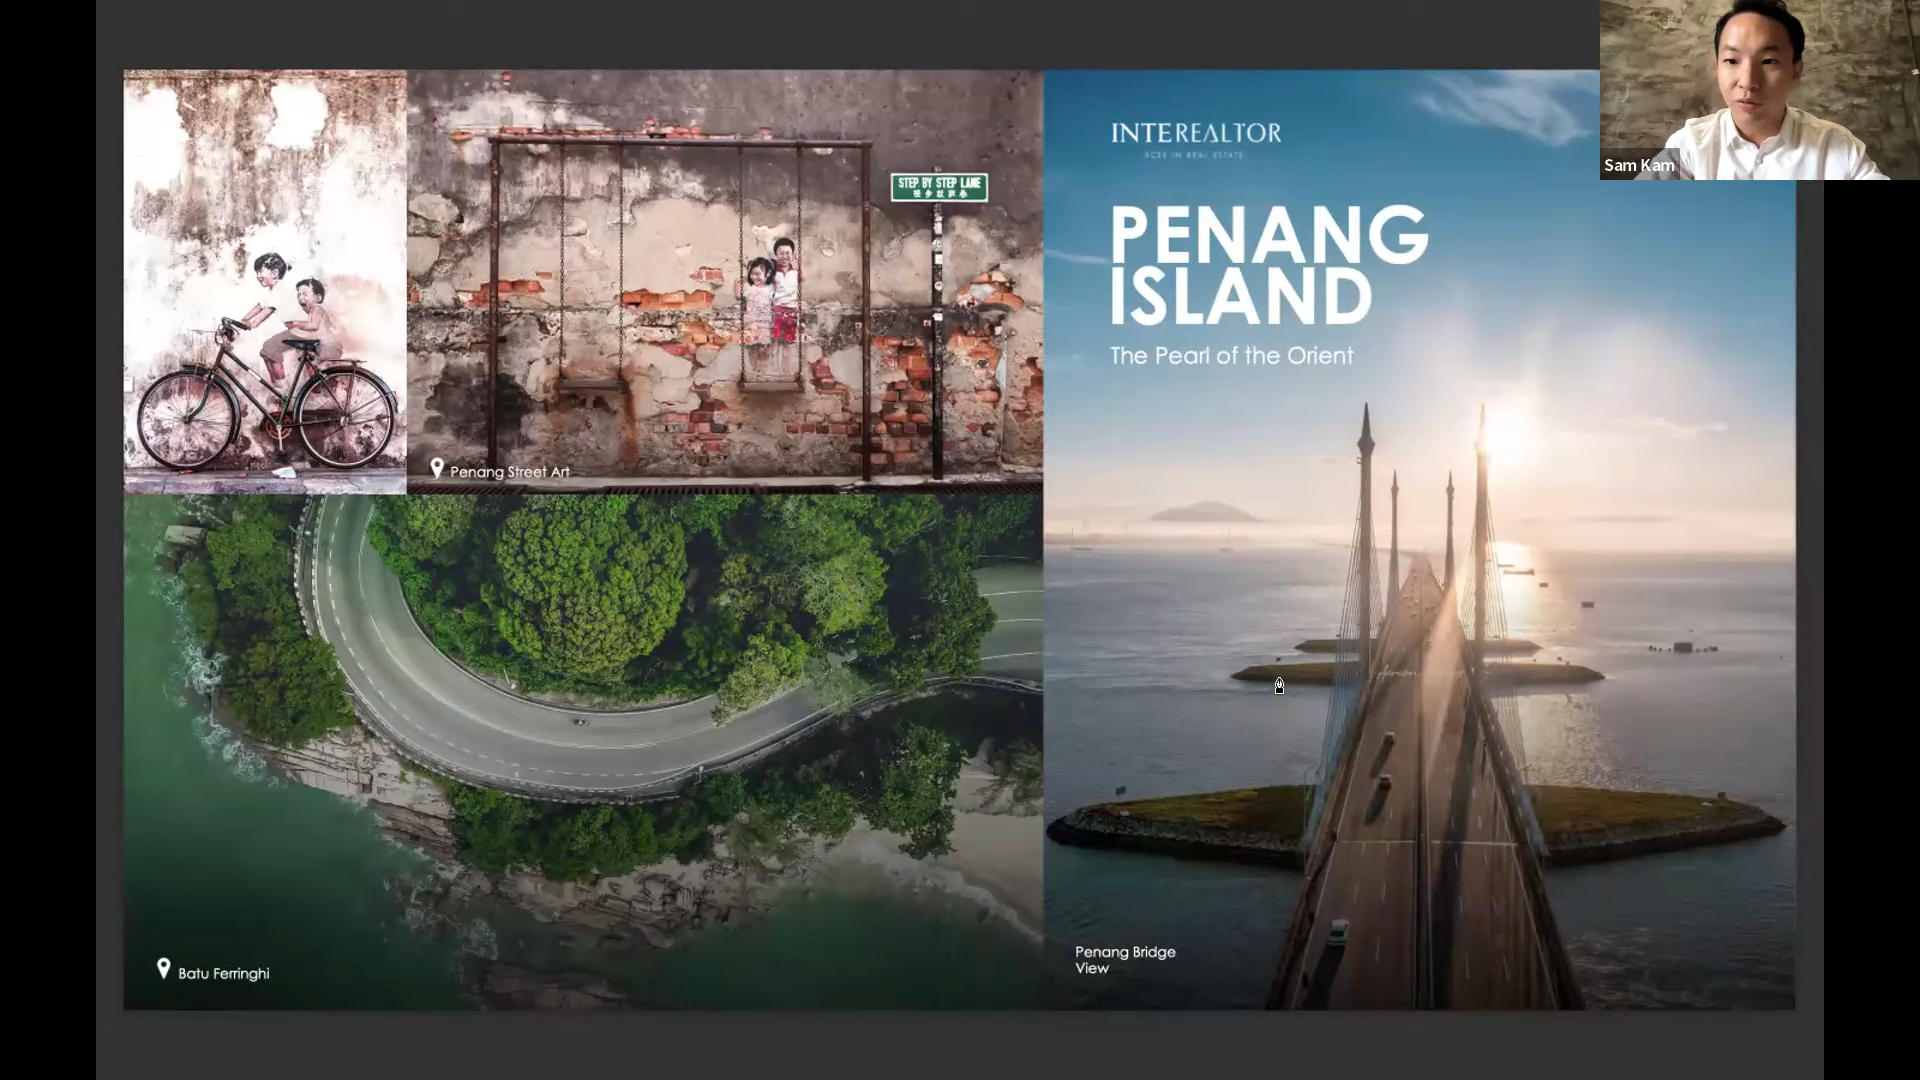 INTEREALTOR
ACES IN REAL ESTATE
PENANG
ISLAND
The Pearl of the Orient
Sam Kam
STEP BY STEP LANE
Penang Street Art
Batu Ferringhi
Penang Bridge
View